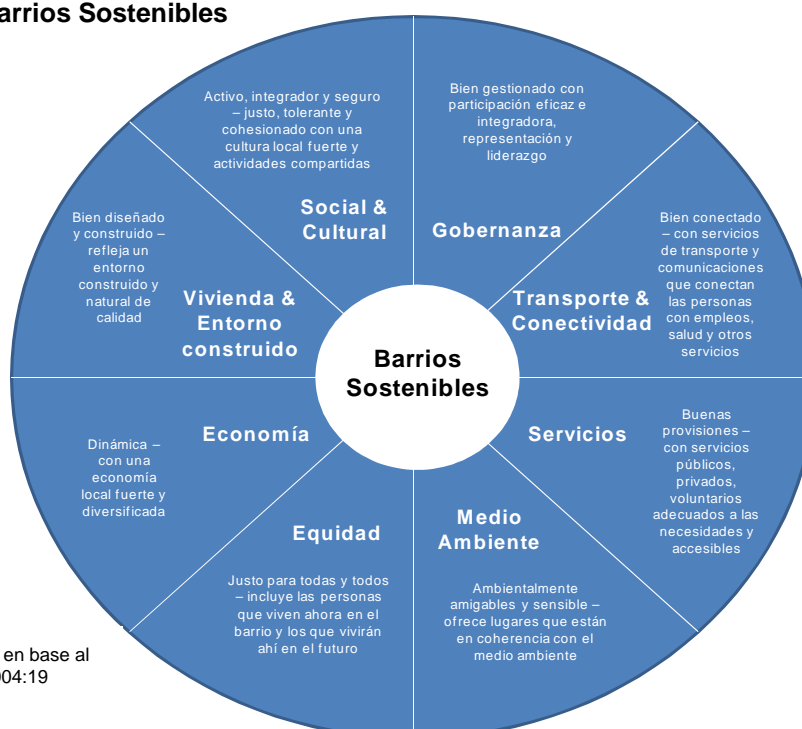 Barrios Sostenibles
Activo, integrador y seguro
– justo, tolerante y
cohesionado con una
cultura local fuerte y
actividades compartidas
Social &
Cultural
Bien gestionado con
participación eficaz e
integradora,
representación y
liderazgo
Gobernanza
Bien conectado
– con servicios
de transporte y
comunicaciones
que conectan
las personas
con empleos,
salud y otros
servicios
Transporte &
Conectividad
Buenas
provisiones –
con servicios
públicos,
privados,
voluntarios
adecuados a las
necesidades y
accesibles
Servicios
Medio
Ambiente
Ambientalmente
amigables y sensible –
ofrece lugares que están
en coherencia con el
medio ambiente
Equidad
Justo para todas y todos
– incluye las personas
que viven ahora en el
barrio y los que vivirán
ahí en el futuro
Economía
Dinámica –
con una
economía
local fuerte y
diversificada
Vivienda &
Entorno
construido
Bien diseñado
y construido –
refleja un
entorno
construido y
natural de
calidad
Barrios
Sostenibles
en base al
004:19